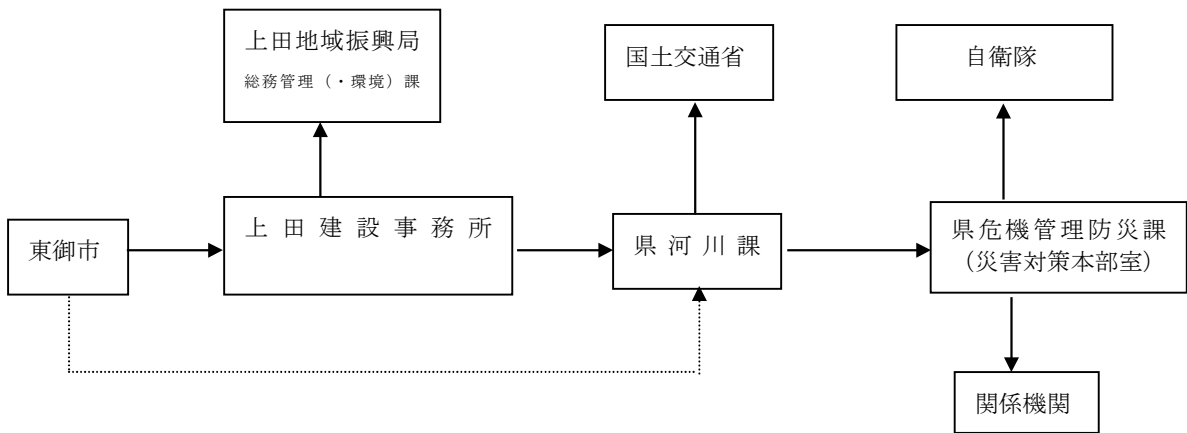 上田地域振興局
総務管理(・環境)課
国土交通省
自衛隊
東御市
上田建設事務所
県河川課
県危機管理防災課
(災害対策本部室)
関係機関